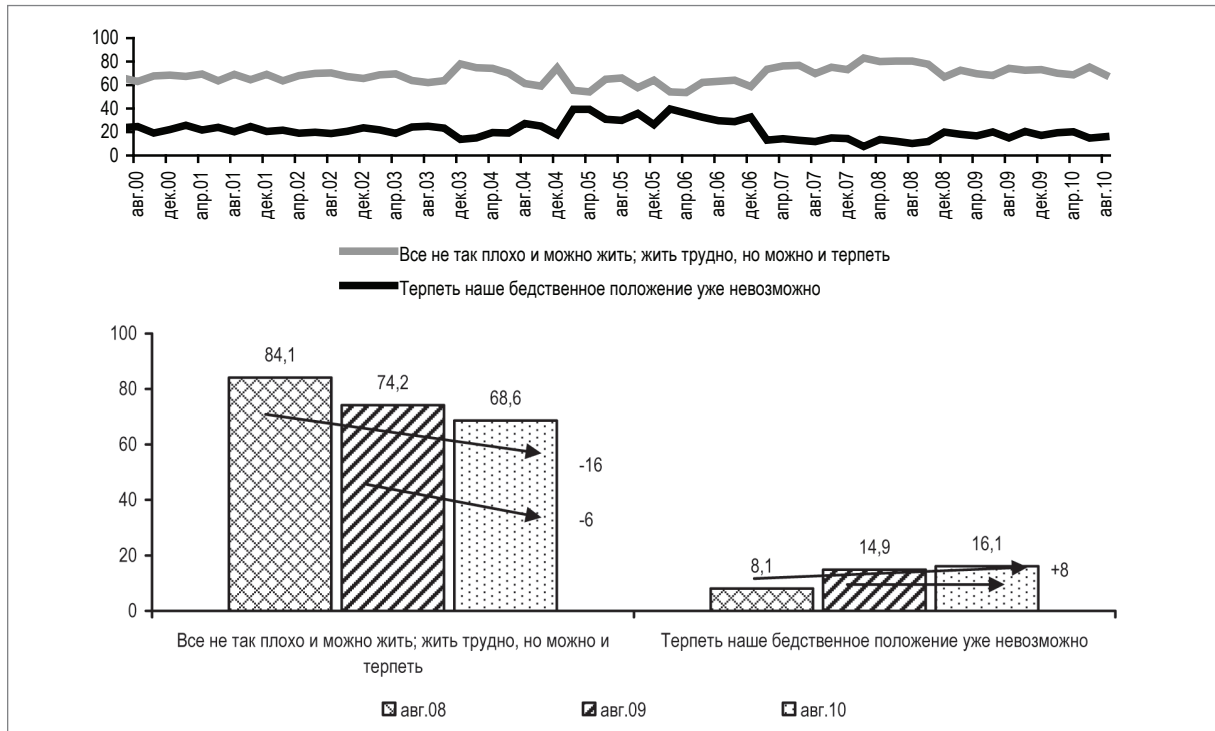 100
80
60
40
20
0
авг.00
дек.00
апр.01
авг.01
дек.01
апр.02
авг.02
дек.02
апр.03
авг.03
дек.03
апр.04
авг.04
дек.04
апр.05
авг.05
дек.05
апр.06
авг.06
дек.06
апр.07
авг.07
дек.07
апр.08
авг.08
дек.08
апр.09
авг.09
дек.09
апр.10
авг.10
Все не так плохо и можно жить; жить трудно, но можно и терпеть
Терпеть наше бедственное положение уже невозможно
100
80
60
40
20
0
84,1
74,2
68,6
-16
-6
8,1
14,9
16,1
+8
Все не так плохо и можно жить; жить трудно, но можно и
терпеть
Терпеть наше бедственное положение уже невозможно
авг.08
авг.09
авг.10